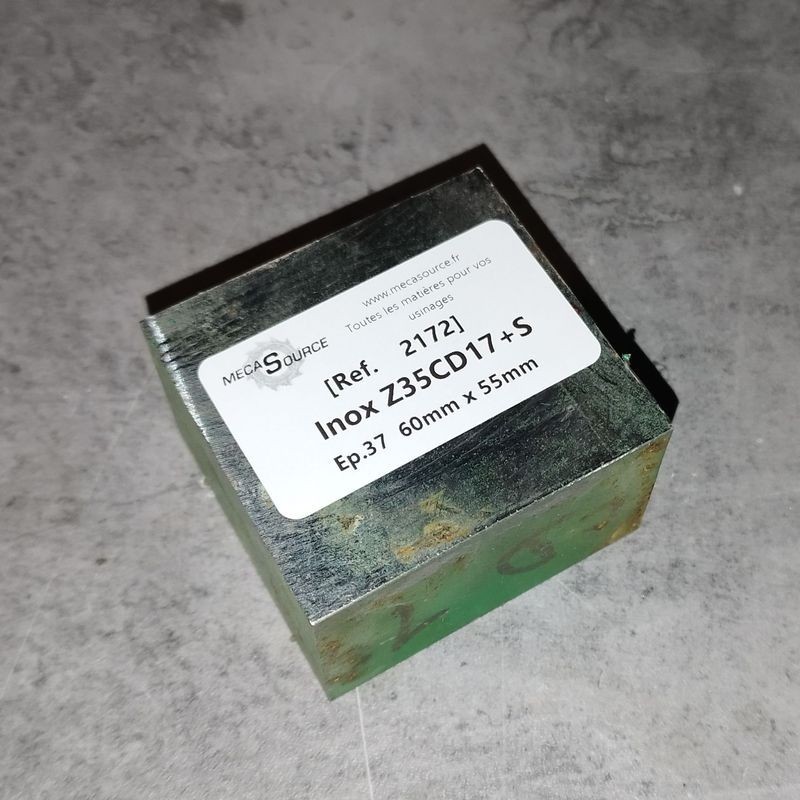 www.mecasource.fr
Toutes les matières pour vos
usinages
MECASOURCE
[Ref. 2172]
Inox Z35CD17+S
Ep.37 60mm x 55mm